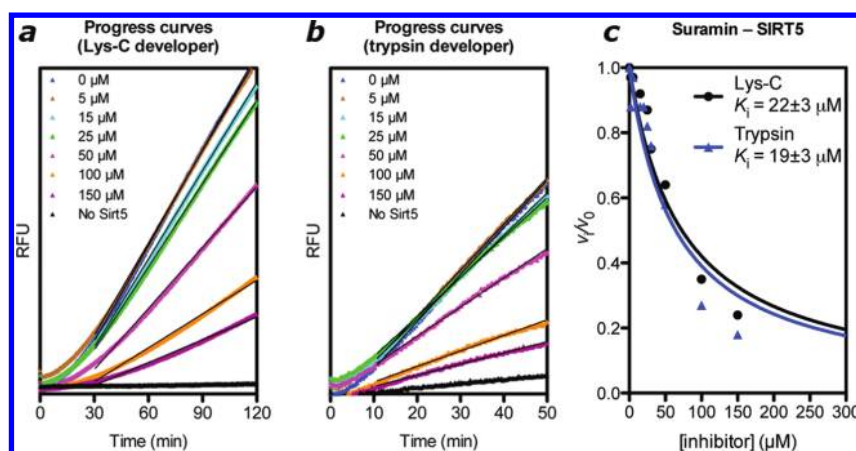 a
Progress curves
(Lys-C developer)
0 µM
5 µM
15 µM
25 µM
50 µM
100 µM
150 µM
No Sirt5
RFU
0
30
60
90
120
Time (min)
b
Progress curves
(trypsin developer)
0 µM
5 µM
15 µM
25 µM
50 µM
100 µM
150 µM
No Sirt5
RFU
0
10
20
30
40
50
Time (min)
c
Suramin – SIRT5
Lys-C
Ki = 22±3 µM
Trypsin
Ki = 19±3 µM
1.0
0.8
0.6
0.4
0.2
0
vi/v0
0
50
100
150
200
250
300
[inhibitor] (µM)